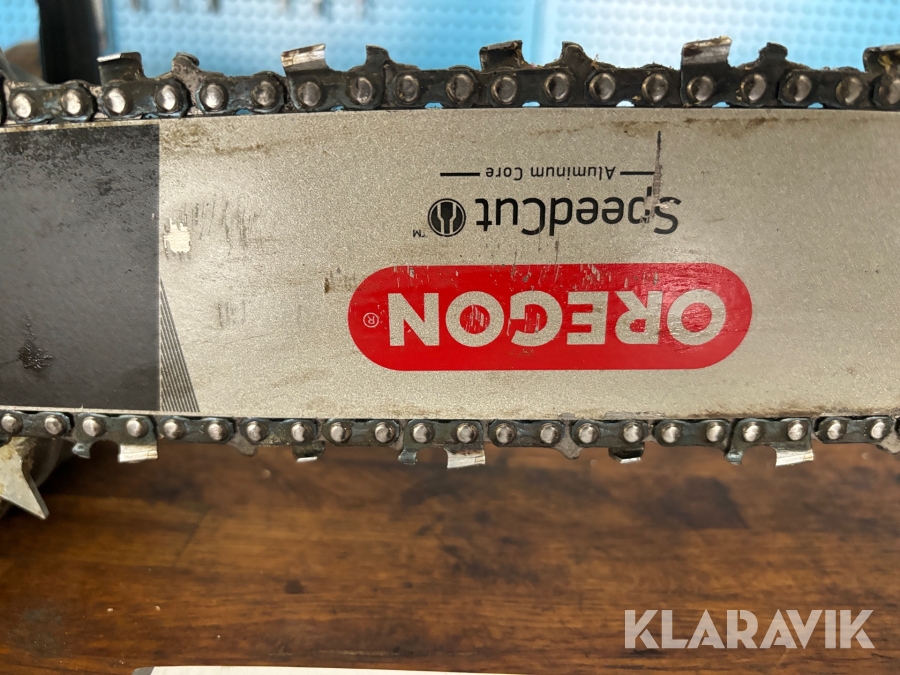 OREGON®
SpeedCut™
Aluminum Core
KLARAVIK